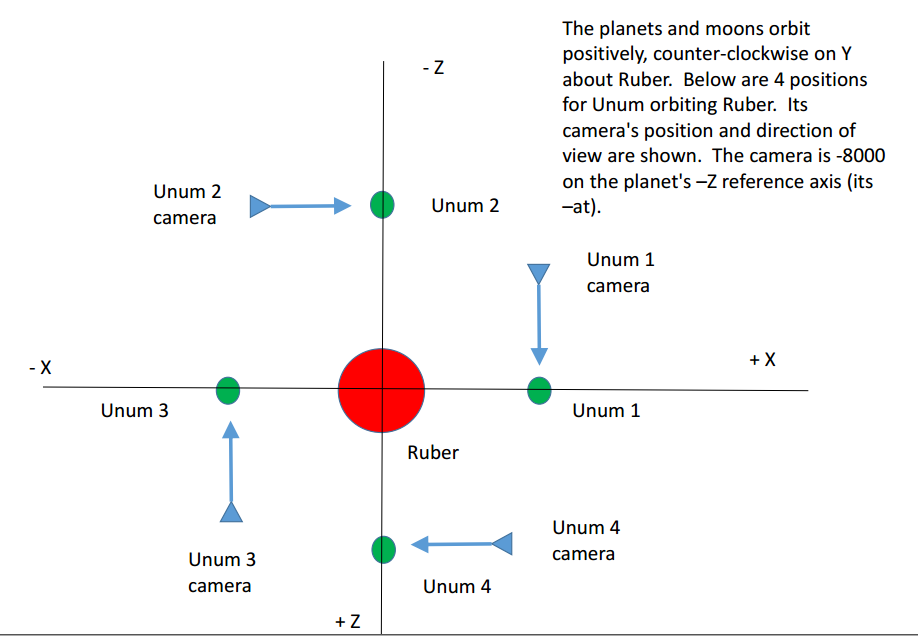 The planets and moons orbit
positively, counter-clockwise on Y
about Ruber.  Below are 4 positions
for Unum orbiting Ruber.  Its
camera's position and direction of
view are shown.  The camera is -8000
on the planet's –Z reference axis (its
–at).
- Z
Unum 2
camera
Unum 2
Unum 1
camera
- X
+ X
Unum 3
Unum 1
Ruber
Unum 4
camera
Unum 3
camera
Unum 4
+ Z